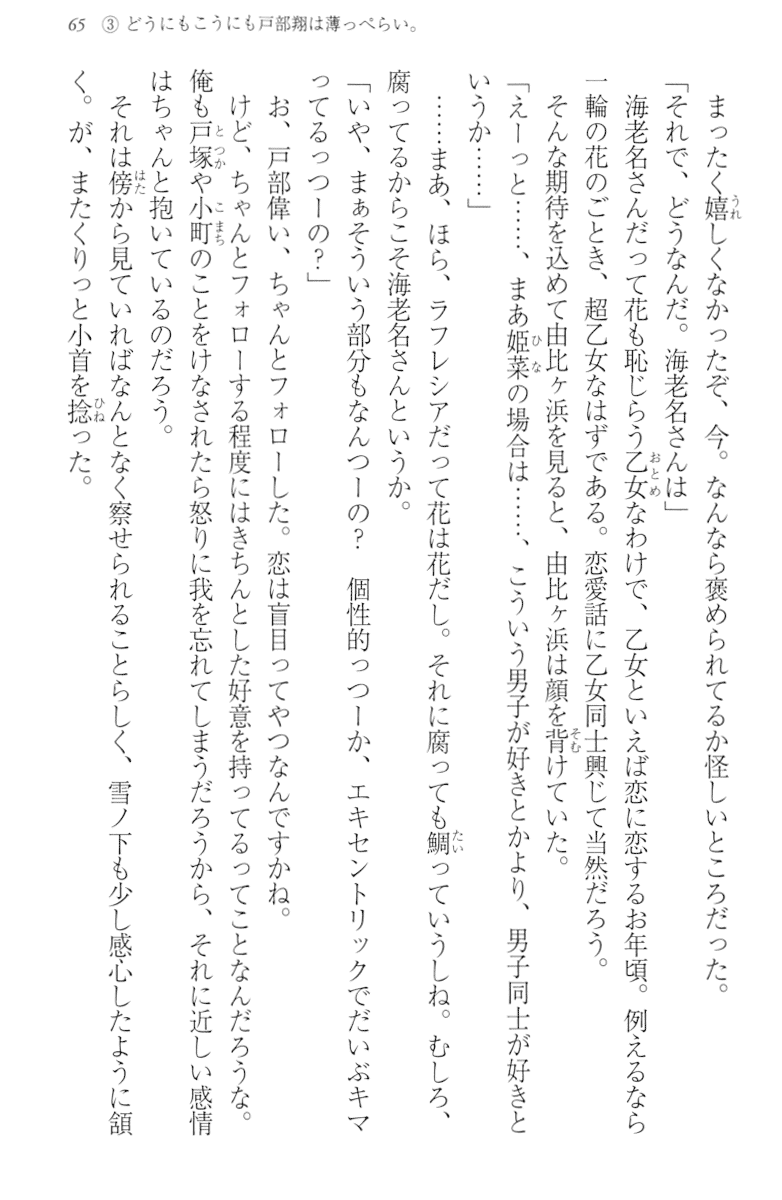 65 ③ どうにもこうにも戸部翔は薄っぺらい。
まったく嬉しくなかったぞ、今。なんなら褒められてるか怪しいところだった。
「それで、どうなんだ。海老名さんは」
海老名さんだって花も恥じらう乙女なわけで、乙女といえば恋に恋するお年頃。例えるなら
一輪の花のごとき、超乙女なはずである。恋愛話に乙女同士興じて当然だろう。
そんな期待を込めて由比ヶ浜を見ると、由比ヶ浜は顔を背けていた。
「えーっと……、まあ姫菜の場合は……、こういう男子が好きとかより、男子同士が好きと
いうか……」
……まあ、ほら、ラフレシアだって花は花だし。それに腐っても鯛っていうしね。むしろ、
腐ってるからこそ海老名さんというか。
「いや、まぁそういう部分もなんつーの？　個性的っつーか、エキセントリックでだいぶキマ
ってるっつーの？」
お、戸部偉い、ちゃんとフォローした。恋は盲目ってやつなんですかね。
けど、ちゃんとフォローする程度にはきちんとした好意を持ってるってことなんだろうな。
俺も戸塚や小町のことをけなされたら怒りに我を忘れてしまうだろうから、それに近しい感情
はちゃんと抱いているのだろう。
それは傍から見ていればなんとなく察せられることらしく、雪ノ下も少し感心したように頷
く。が、またくりっと小首を捻った。